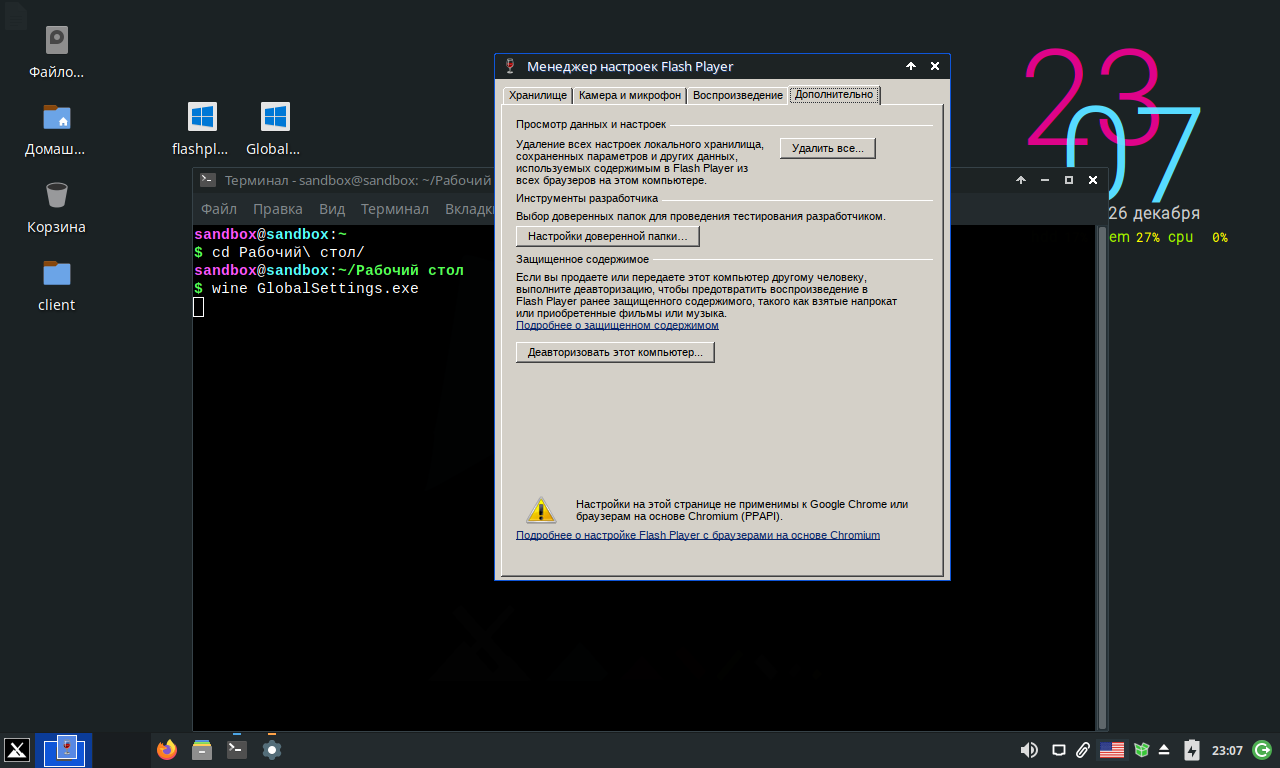 Файло...
Домаш...
Корзина
client
flashpl...
Global...
23
07
26 декабря
em 27% cpu 0%
Терминал - sandbox@sandbox: ~/Рабочий
Файл Правка Вид Терминал Вкладк
sandbox@sandbox:~
$ cd Рабочий\ стол/
sandbox@sandbox:~/Рабочий стол
$ wine GlobalSettings.exe
Менеджер настроек Flash Player
Хранилище Камера и микрофон Воспроизведение Дополнительно
Просмотр данных и настроек
Удаление всех настроек локального хранилища,
сохраненных параметров и других данных,
используемых содержимым в Flash Player из
всех браузеров на этом компьютере.
Удалить все...
Инструменты разработчика
Выбор доверенных папок для проведения тестирования разработчиком.
Настройки доверенной папки...
Защищенное содержимое
Если вы продаете или передаете этот компьютер другому человеку,
выполните деавторизацию, чтобы предотвратить воспроизведение в
Flash Player ранее защищенного содержимого, такого как взятые напрокат
или приобретенные фильмы или музыка.
Подробнее о защищенном содержимом
Деавторизовать этот компьютер...
Настройки на этой странице не применимы к Google Chrome или
браузерам на основе Chromium (PPAPI).
Подробнее о настройке Flash Player с браузерами на основе Chromium
23:07